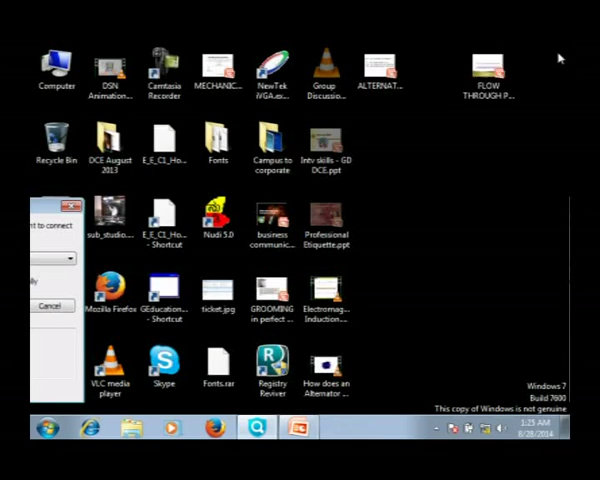 Computer
DSN
Animation...
Camtasia
Recorder
MECHANIC...
NewTek
iVGA.ex...
Group
Discussio...
ALTERNAT...
FLOW
THROUGH P...
Recycle Bin
DCE August
2013
E_E_C1_Ho...
Fonts
Campus to
corporate
Intv skills - GD
DCE.ppt
nt to connect
sub_studio....
E_E_C1_Ho...
- Shortcut
Nudi 5.0
business
communic...
Professional
Etiquette.ppt
Cancel
Mozilla Firefox
GEducation...
- Shortcut
ticket.jpg
GROOMING
in perfect ...
Electromag...
Induction....
VLC media
player
Skype
Fonts.rar
Registry
Reviver
How does an
Alternator ...
Windows 7
Build 7600
This copy of Windows is not genuine
1:25 AM
8/28/2014